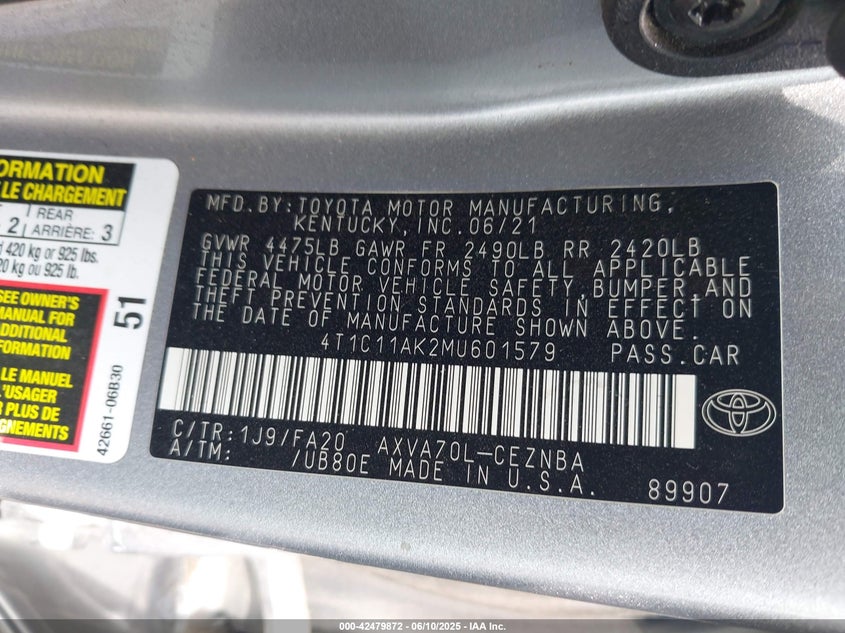 ORMATION
LE CHARGEMENT
2 REAR
ARRIÈRE: 3
420 kg or 925 lbs.
20 kg ou 925 lb.
SEE OWNER'S
MANUAL FOR
ADDITIONAL
FORMATION
LE MANUEL
L'USAGER
R PLUS DE
GNEMENTS
51
42661-06B30
MFD.BY:TOYOTA MOTOR MANUFACTURING,
KENTUCKY,INC.06/21
GVWR 4475LB GAWR FR 2490LB RR 2420LB
THIS VEHICLE CONFORMS TO ALL APPLICABLE
FEDERAL MOTOR VEHICLE SAFETY,BUMPER,AND
THEFT PREVENTION STANDARDS IN EFFECT ON
THE DATE OF MANUFACTURE SHOWN ABOVE.
4T1C11AK2MU601579 PASS.CAR
C/TR:1J9/FA20 AXVA70L-CEZNBA
A/TM: /UB80E MADE IN U.S.A.
89907
000-42479872 - 06/10/2025 - IAA Inc.